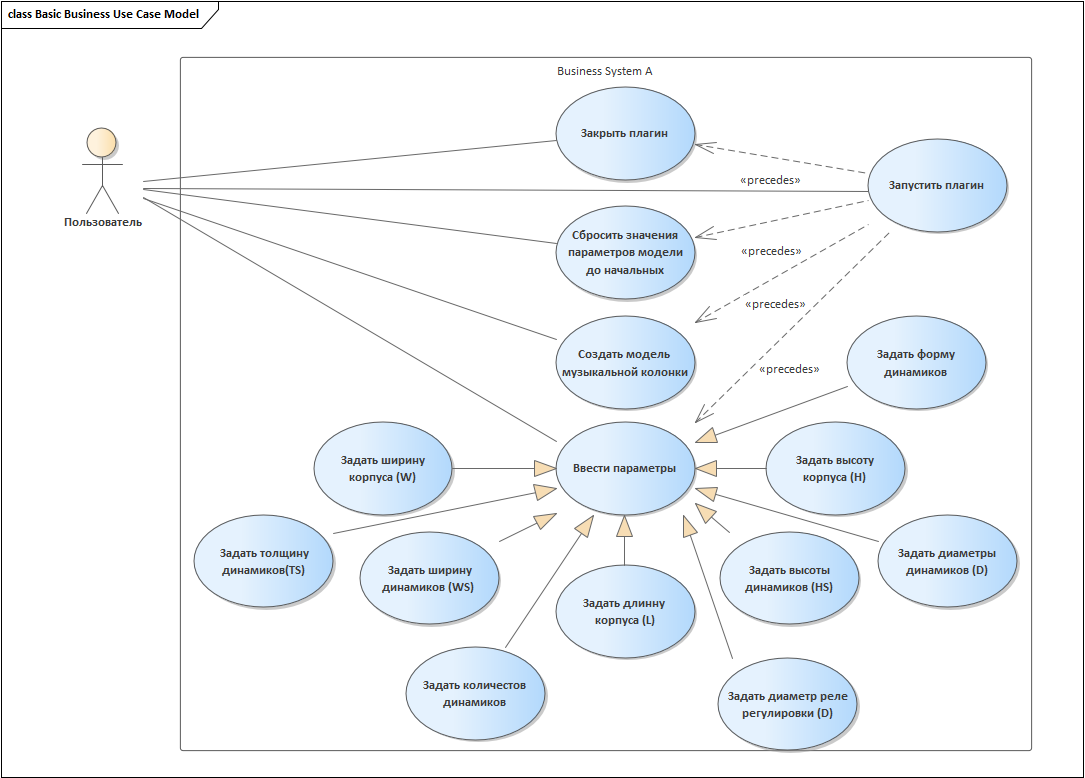 class Basic Business Use Case Model
Business System A
Закрыть плагин
Запустить плагин
«precedes»
Пользователь
Сбросить значения
параметров модели
до начальных
«precedes»
«precedes»
Создать модель
музыкальной колонки
«precedes»
Задать форму
динамиков
Задать ширину
корпуса (W)
Ввести параметры
Задать высоту
корпуса (H)
Задать толщину
динамиков(TS)
Задать ширину
динамиков (WS)
Задать длинну
корпуса (L)
Задать высоты
динамиков (HS)
Задать диаметры
динамиков (D)
Задать количестов
динамиков
Задать диаметр реле
регулировки (D)